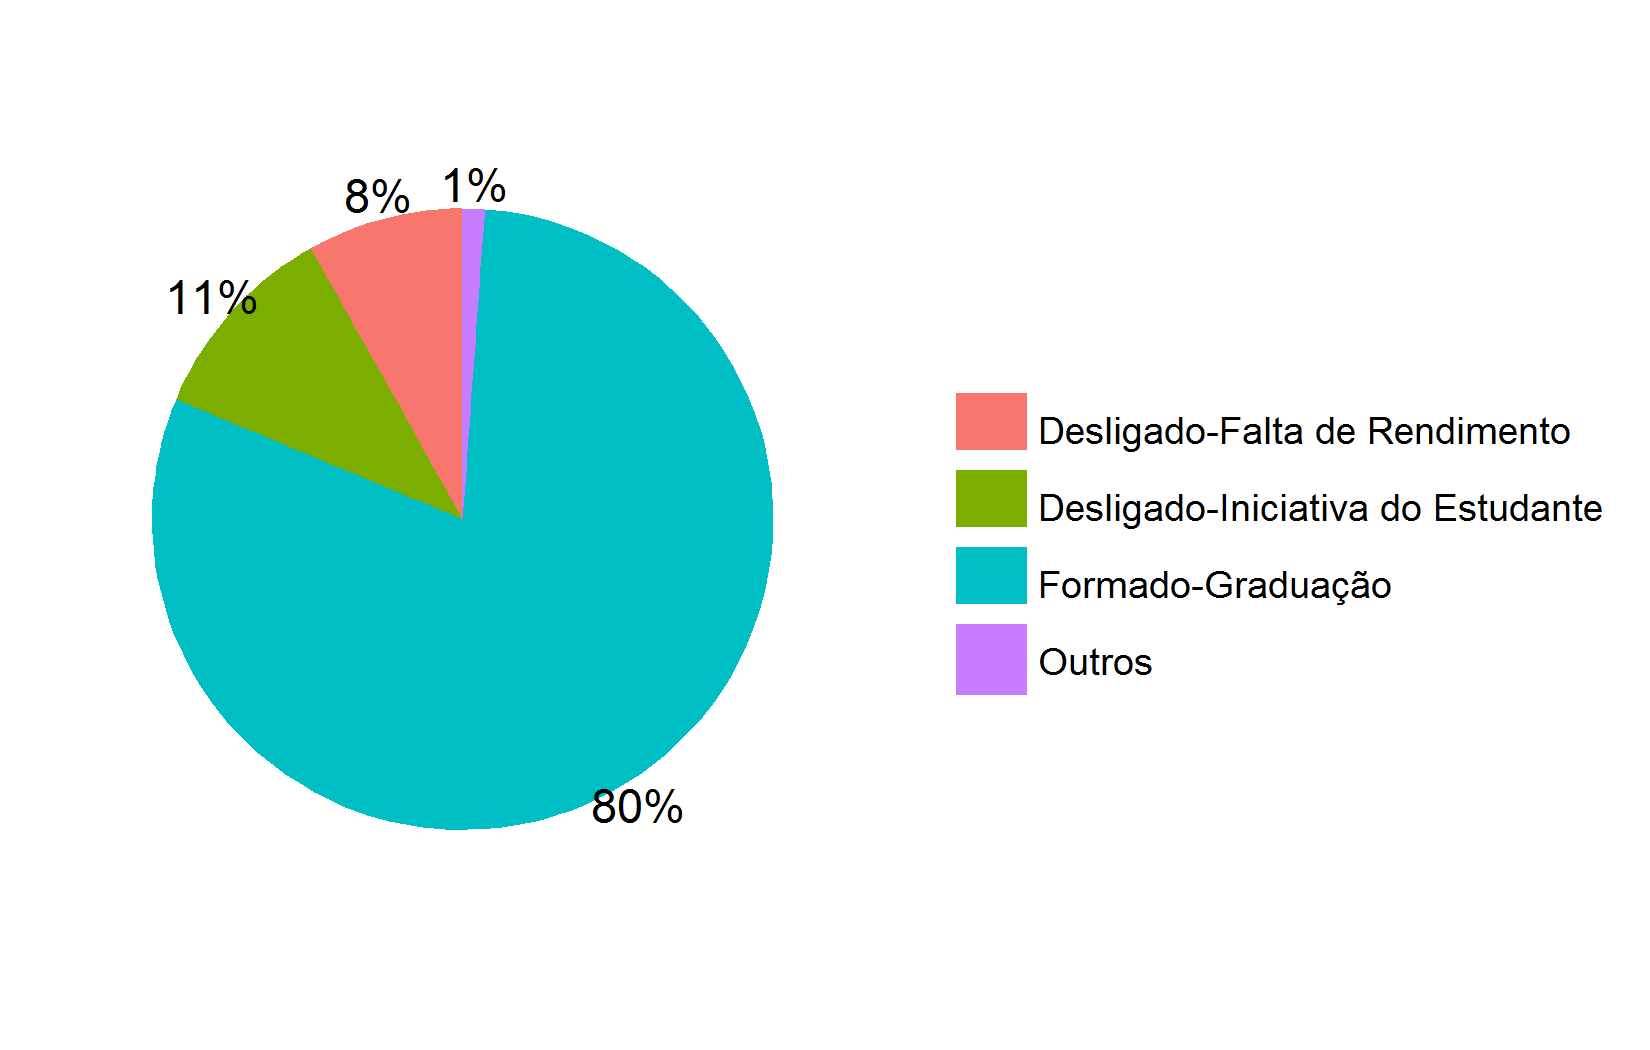 1%
8%
11%
80%
Desligado-Falta de Rendimento
Desligado-Iniciativa do Estudante
Formado-Graduação
Outros